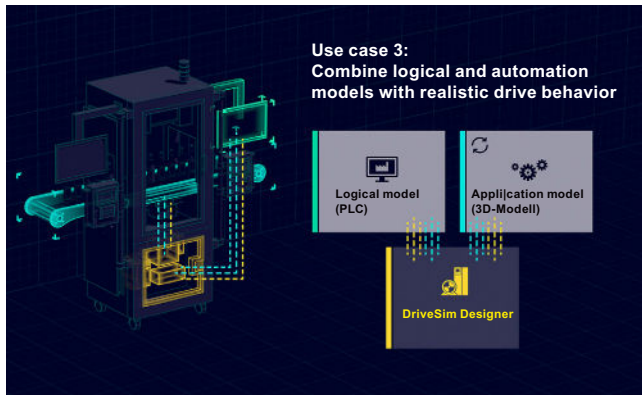 Use case 3:
Combine logical and automation
models with realistic drive behavior
Logical model
(PLC)
Appli|cation model
(3D-Modell)
DriveSim Designer